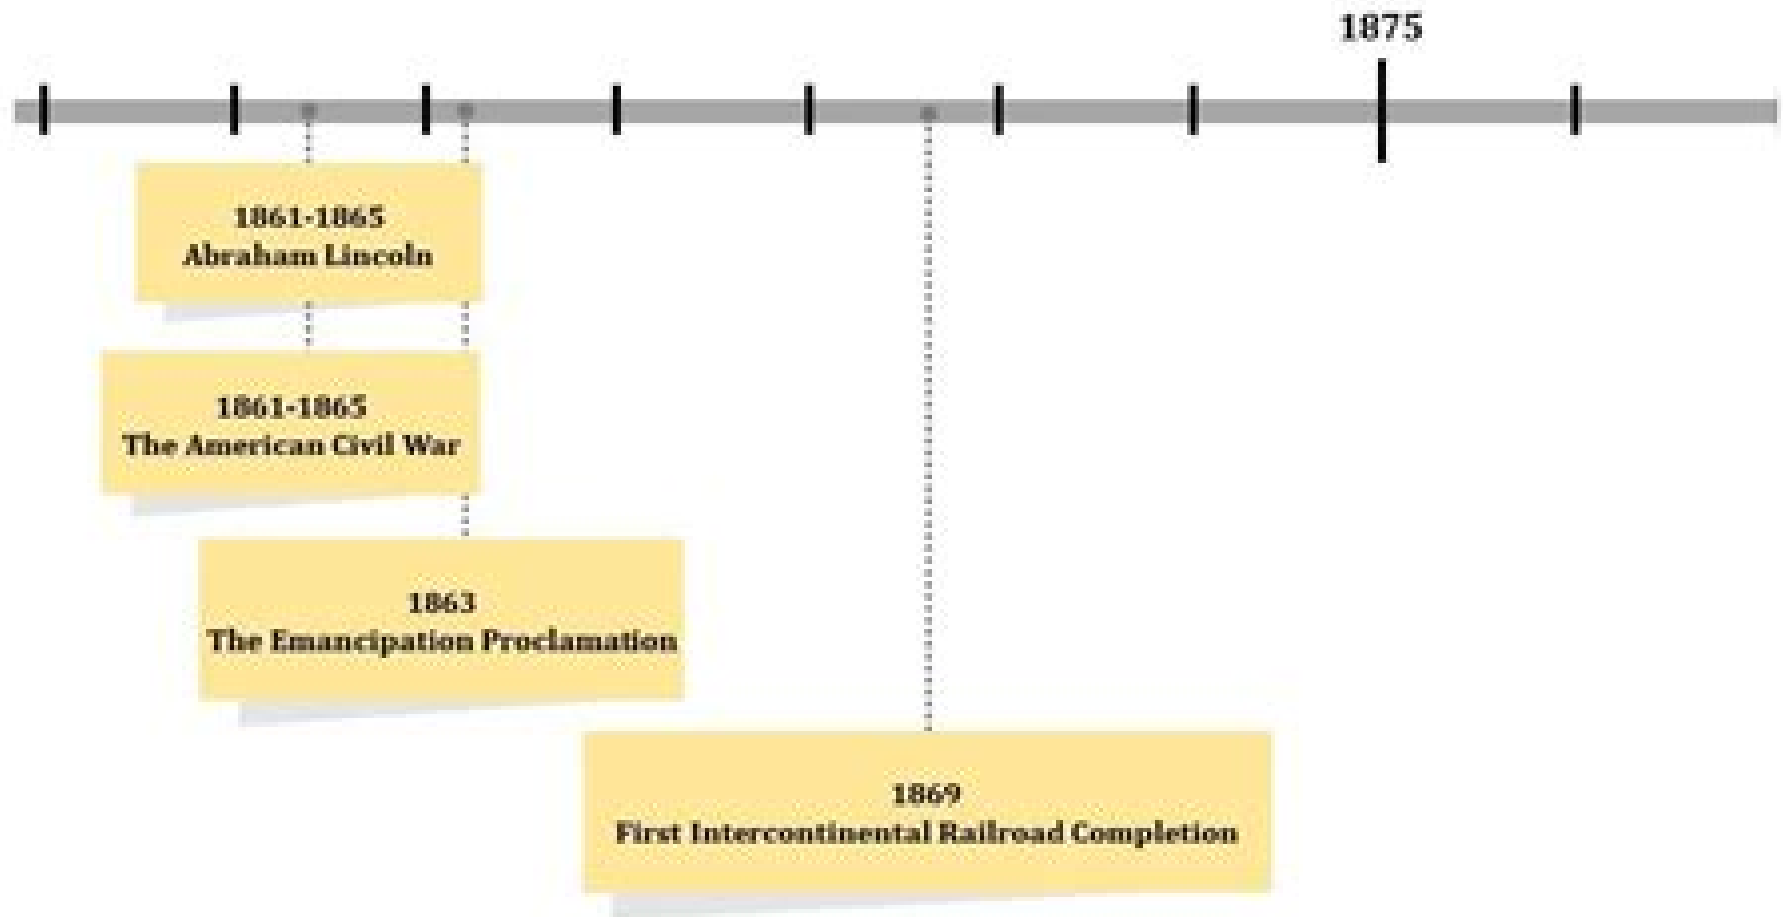 1875
1861-1865
Abraham Lincoln
1861-1865
The American Civil War
1863
The Emancipation Proclamation
1869
First Intercontinental Railroad Completion